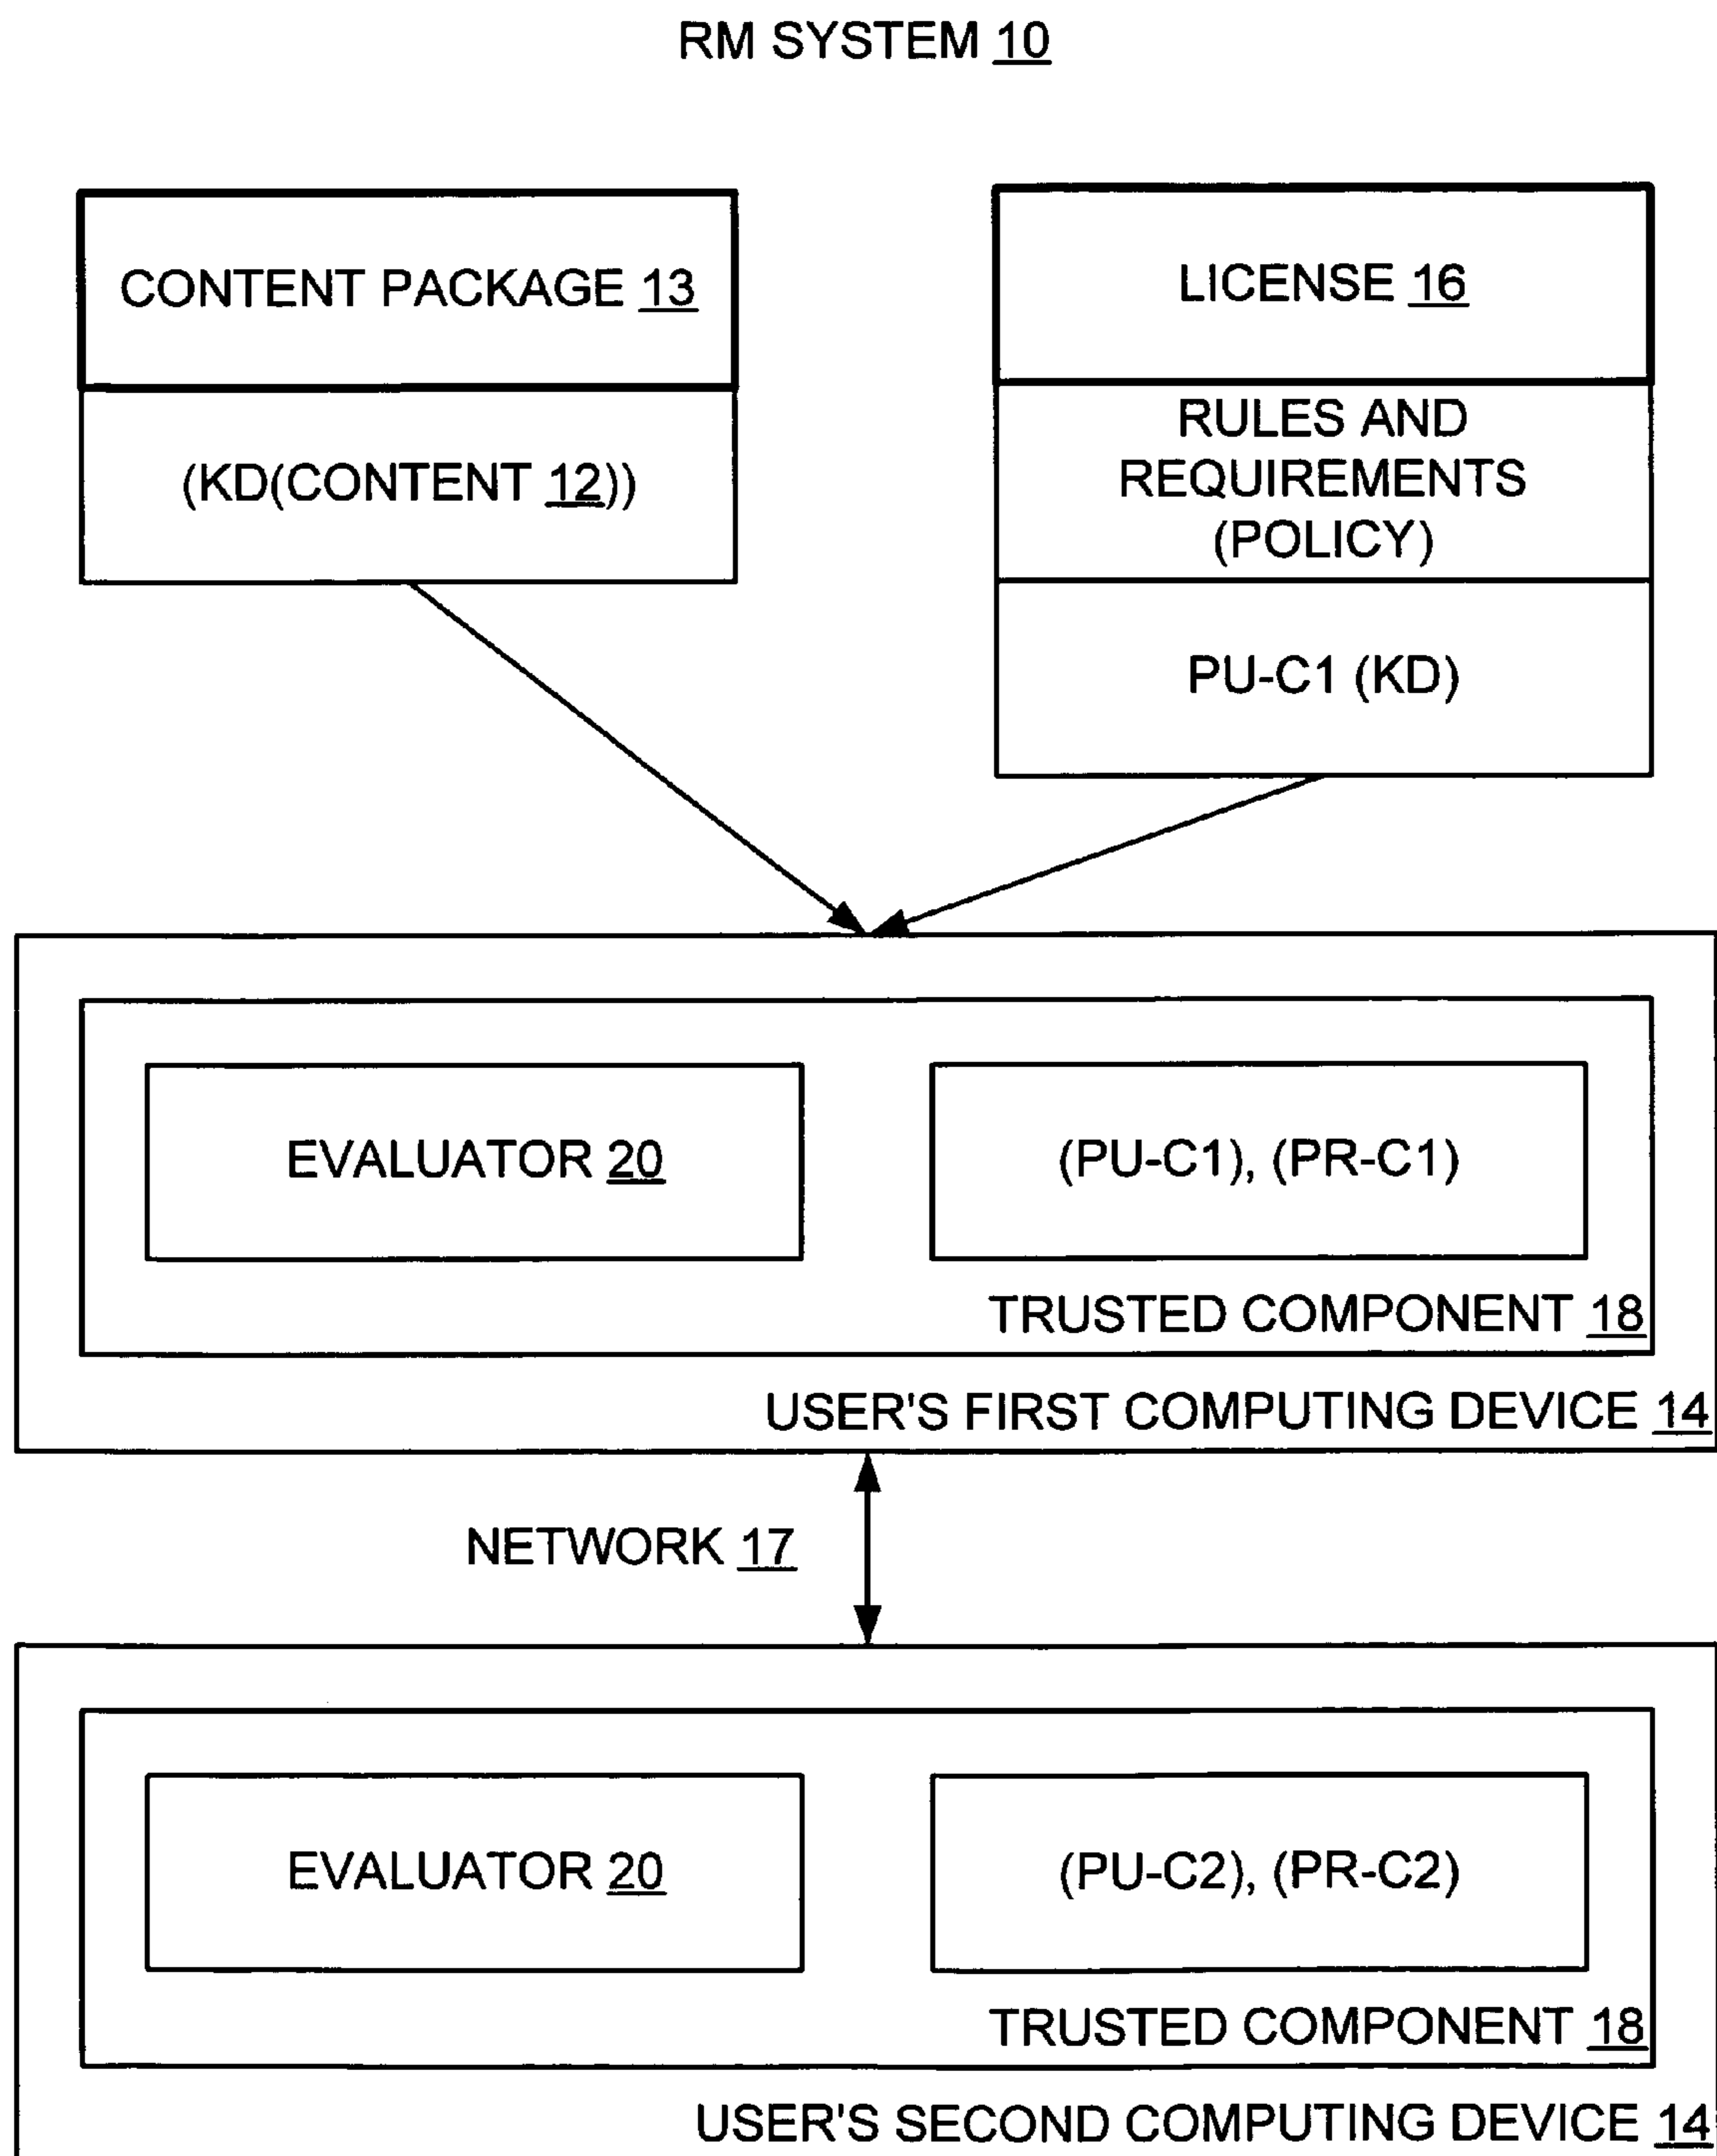 RM SYSTEM 10
CONTENT PACKAGE 13
(KD(CONTENT 12))
LICENSE 16
RULES AND
REQUIREMENTS
(POLICY)
PU-C1 (KD)
EVALUATOR 20
(PU-C1), (PR-C1)
TRUSTED COMPONENT 18
USER'S FIRST COMPUTING DEVICE 14
NETWORK 17
EVALUATOR 20
(PU-C2), (PR-C2)
TRUSTED COMPONENT 18
USER'S SECOND COMPUTING DEVICE 14